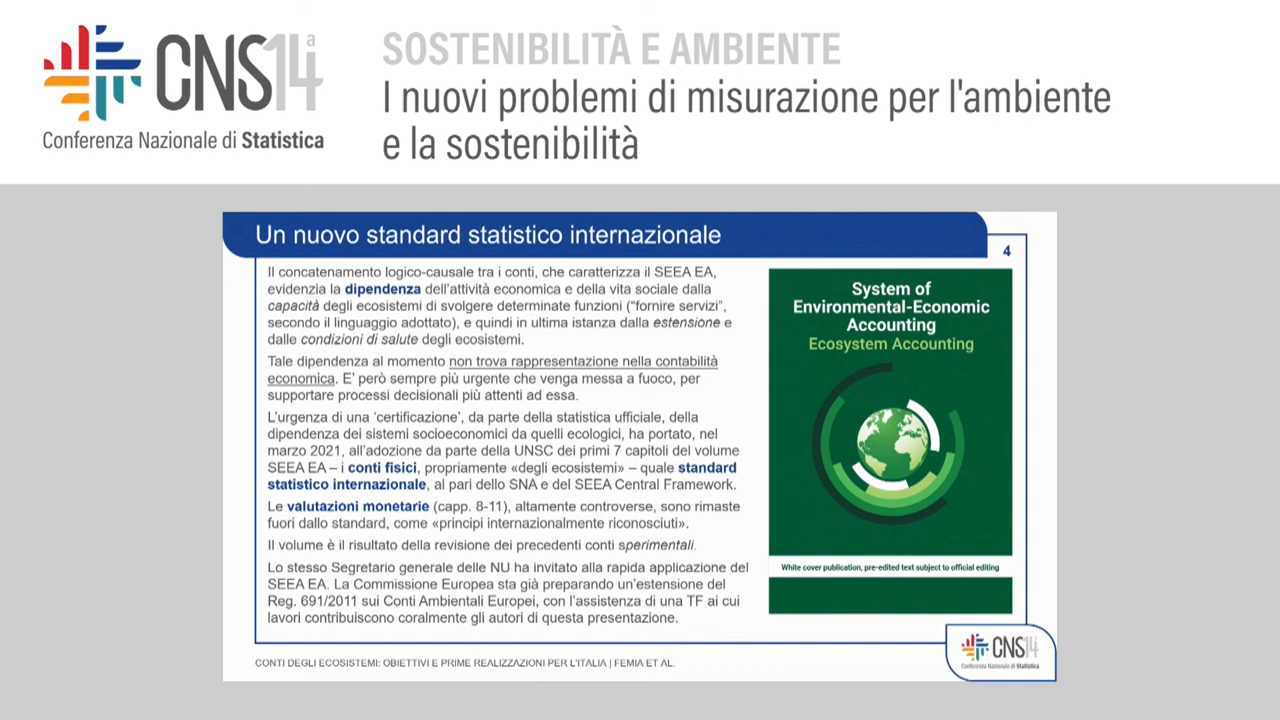 CNS14ª
Conferenza Nazionale di Statistica
SOSTENIBILITÀ E AMBIENTE
I nuovi problemi di misurazione per l'ambiente
e la sostenibilità
Un nuovo standard statistico internazionale
4
Il concatenamento logico-causale tra i conti, che caratterizza il SEEA EA,
evidenzia la dipendenza dell'attività economica e della vita sociale dalla
capacità degli ecosistemi di svolgere determinate funzioni ("fornire servizi",
secondo il linguaggio adottato), e quindi in ultima istanza dalla estensione e
dalle condizioni di salute degli ecosistemi.
Tale dipendenza al momento non trova rappresentazione nella contabilità
economica. E' però sempre più urgente che venga messa a fuoco, per
supportare processi decisionali più attenti ad essa.
L'urgenza di una 'certificazione', da parte della statistica ufficiale, della
dipendenza dei sistemi socioeconomici da quelli ecologici, ha portato, nel
marzo 2021, all'adozione da parte della UNSC dei primi 7 capitoli del volume
SEEA EA – i conti fisici, propriamente «degli ecosistemi» – quale standard
statistico internazionale, al pari dello SNA e del SEEA Central Framework.
Le valutazioni monetarie (capp. 8-11), altamente controverse, sono rimaste
fuori dallo standard, come «principi internazionalmente riconosciuti».
Il volume è il risultato della revisione dei precedenti conti sperimentali.
Lo stesso Segretario generale delle NU ha invitato alla rapida applicazione del
SEEA EA. La Commissione Europea sta già preparando un'estensione del
Reg. 691/2011 sui Conti Ambientali Europei, con l'assistenza di una TF ai cui
lavori contribuiscono coralmente gli autori di questa presentazione.
System of
Environmental-Economic
Accounting
Ecosystem Accounting
White cover publication, pre-edited text subject to official editing
CONTI DEGLI ECOSISTEMI: OBIETTIVI E PRIME REALIZZAZIONI PER L'ITALIA | FEMIA ET AL.
CNS14
Conferenza Nazionale di Statistica